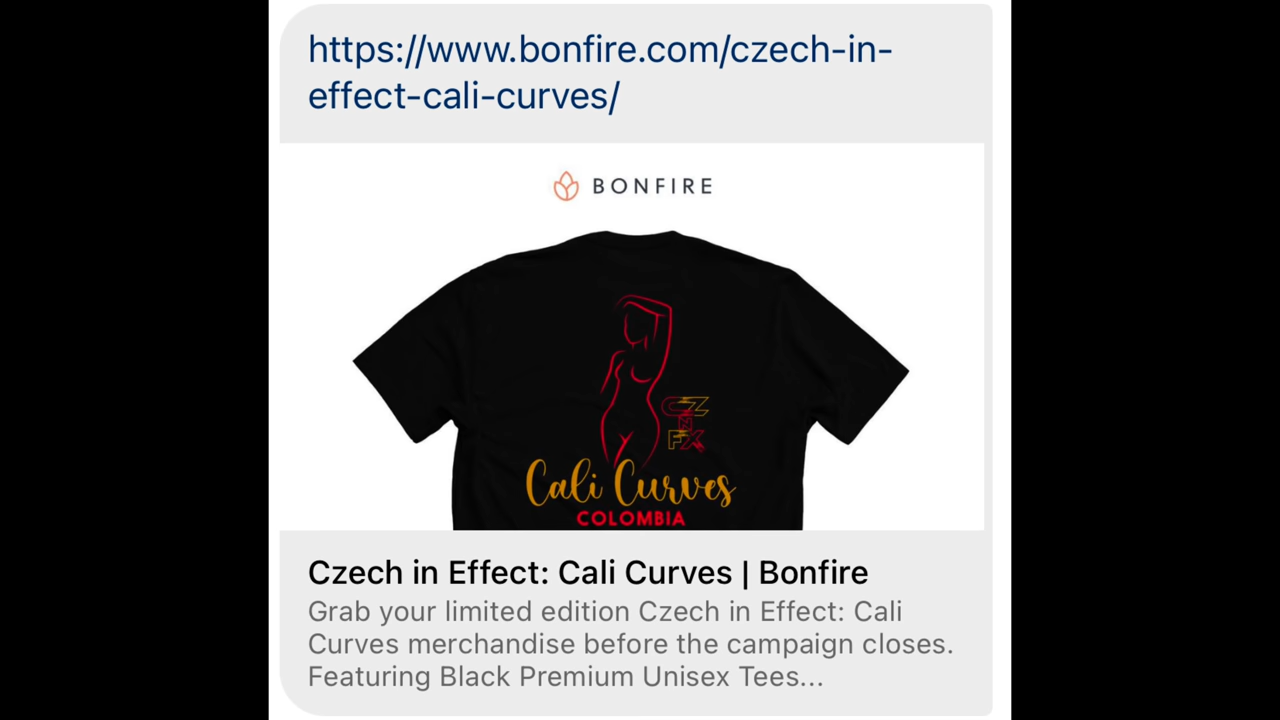 https://www.bonfire.com/czech-in-
effect-cali-curves/
BONFIRE
CZ
N
FX
Cali Curves
COLOMBIA
Czech in Effect: Cali Curves | Bonfire
Grab your limited edition Czech in Effect: Cali
Curves merchandise before the campaign closes.
Featuring Black Premium Unisex Tees...